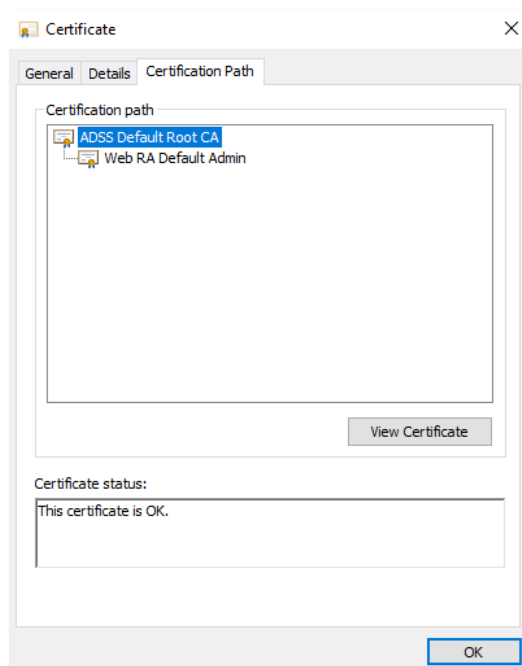 Certificate
General Details Certification Path
Certification path
ADSS Default Root CA
Web RA Default Admin
View Certificate
Certificate status:
This certificate is OK.
OK